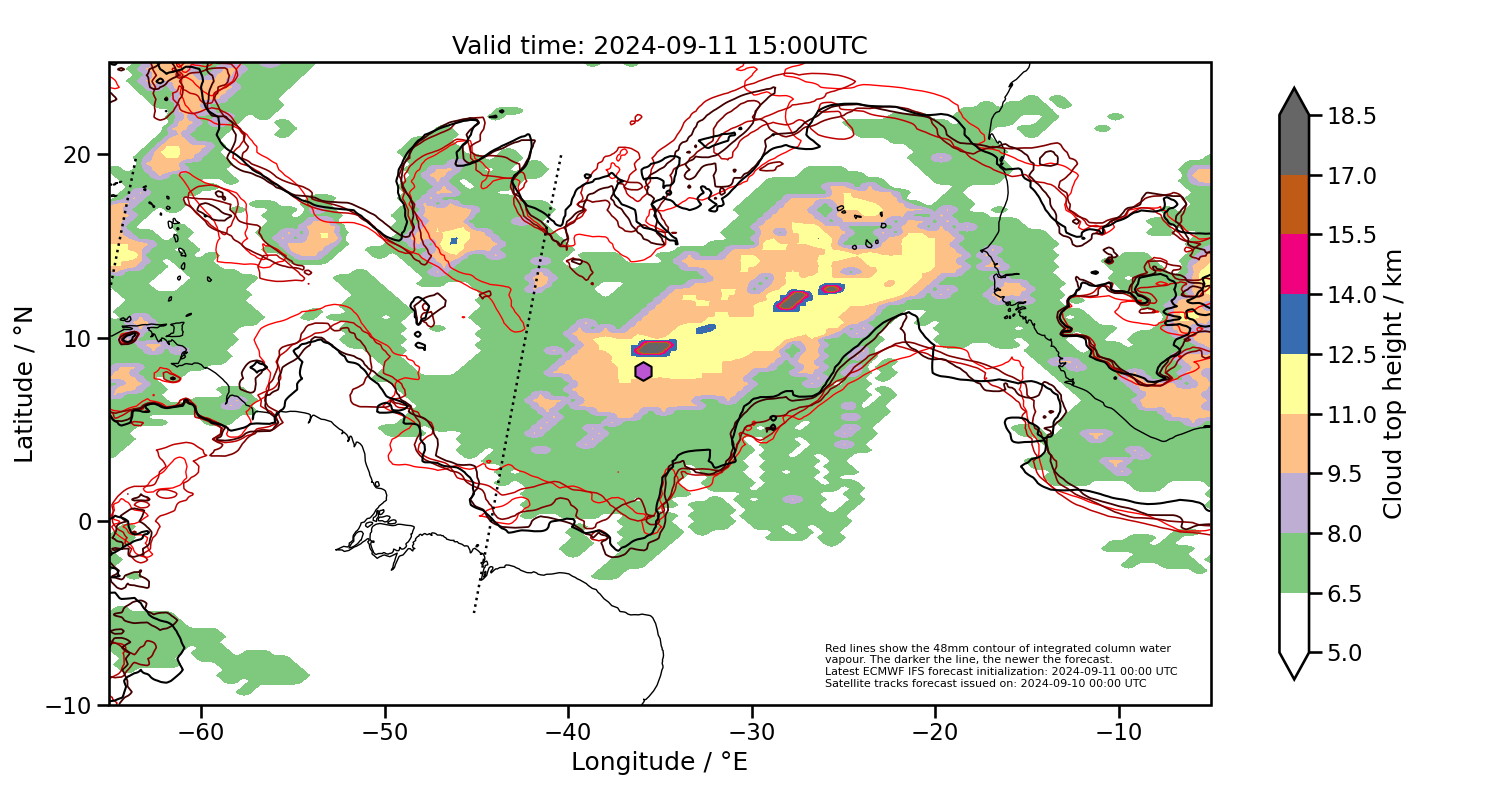 Valid time: 2024-09-11 15:00UTC
20
10
0
−10
Latitude / °N
−60
−50
−40
−30
−20
−10
Longitude / °E
Red lines show the 48mm contour of integrated column water
vapour. The darker the line, the newer the forecast.
Latest ECMWF IFS forecast initialization: 2024-09-11 00:00 UTC
Satellite tracks forecast issued on: 2024-09-10 00:00 UTC
18.5
17.0
15.5
14.0
12.5
11.0
9.5
8.0
6.5
5.0
Cloud top height / km